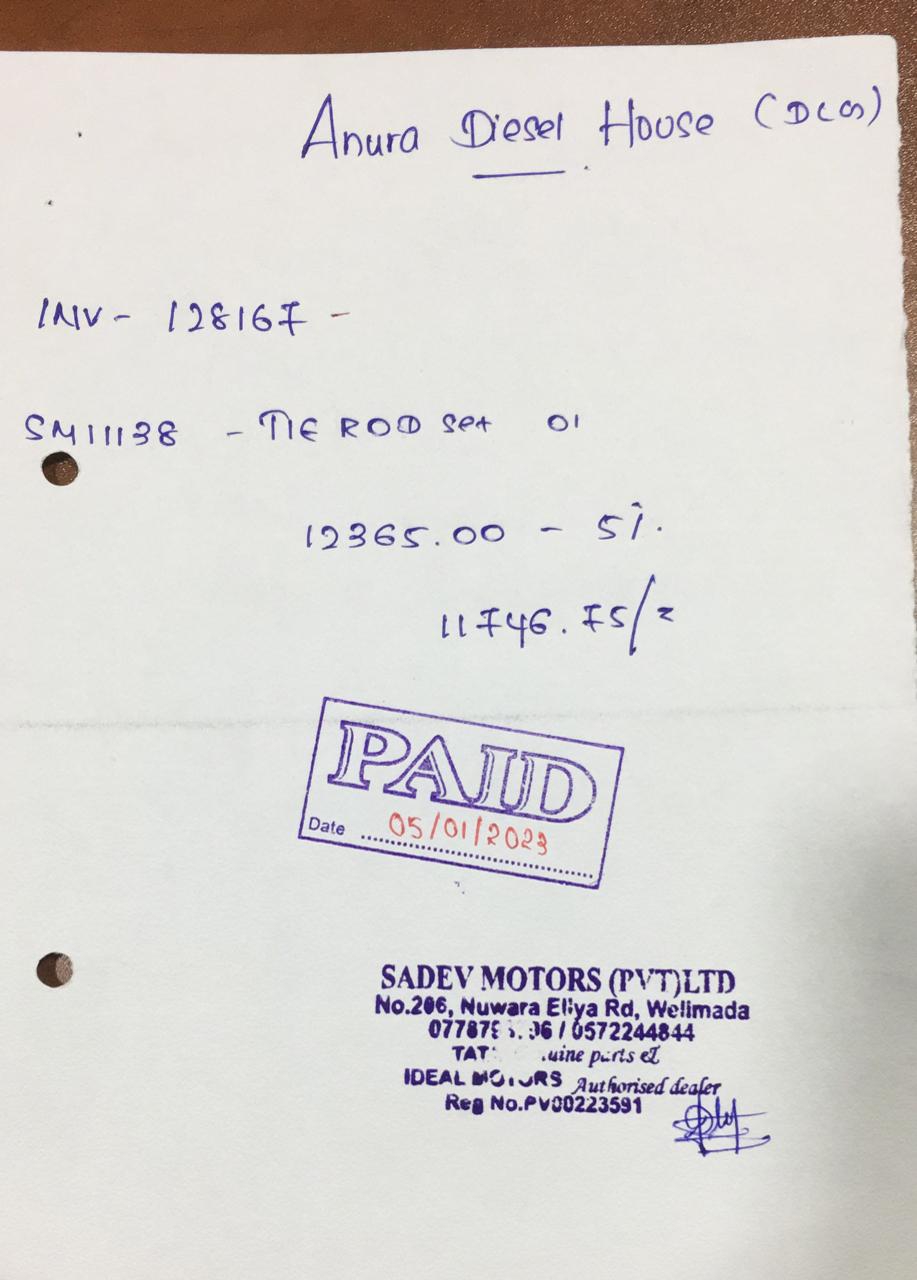 Anura Diesel House
INV - 128167 -
SM11138 - TIE ROD set 01
12365.00 - 5%.
11746.75/=
PAID
Date 05/01/2023
SADEV MOTORS (PVT)LTD
No.206, Nuwara Eliya Rd, Welimada
0572244844
parts &
IDEAL MOTORS Authorised dealer
Reg No.PV00223591